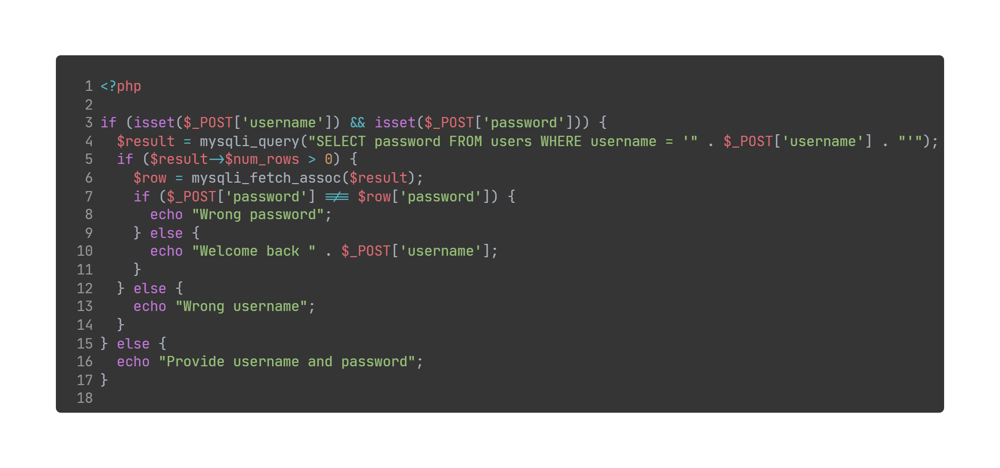 1 <?php
2
3 if (isset($_POST['username']) && isset($_POST['password'])) {
4   $result = mysqli_query("SELECT password FROM users WHERE username = '" . $_POST['username'] . "'");
5   if ($result->$num_rows > 0) {
6     $row = mysqli_fetch_assoc($result);
7     if ($_POST['password'] !== $row['password']) {
8       echo "Wrong password";
9     } else {
10       echo "Welcome back " . $_POST['username'];
11     }
12   } else {
13     echo "Wrong username";
14   }
15 } else {
16   echo "Provide username and password";
17 }
18